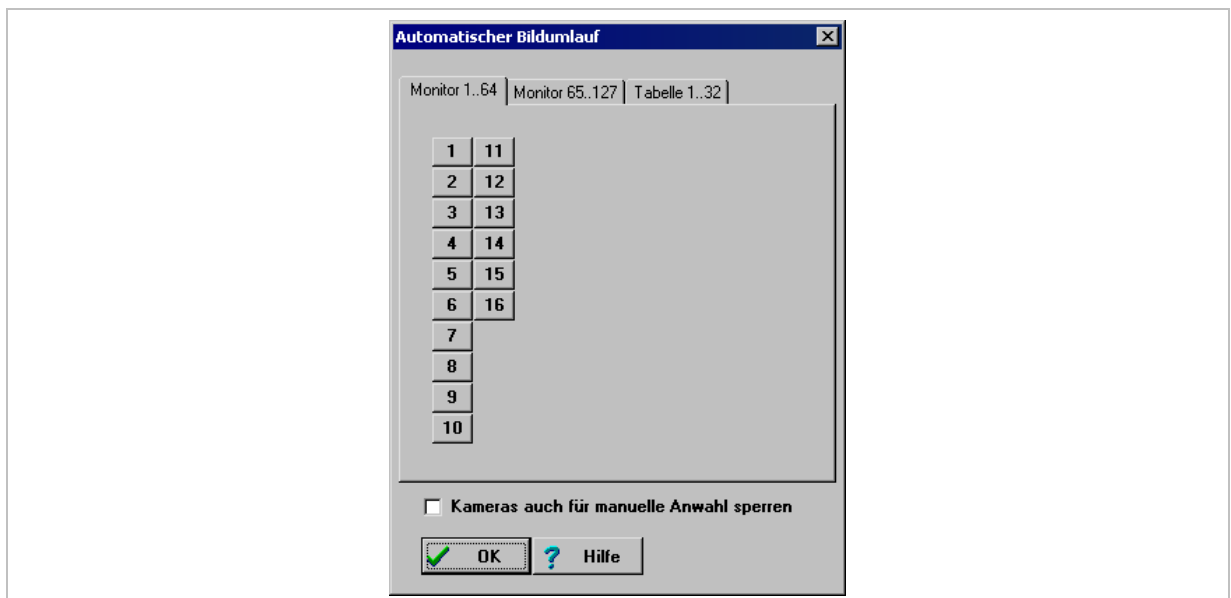 Automatischer Bildumlauf
Monitor 1..64 Monitor 65..127 Tabelle 1..32
1 11
2 12
3 13
4 14
5 15
6 16
7
8
9
10
Kameras auch für manuelle Anwahl sperren
OK ? Hilfe